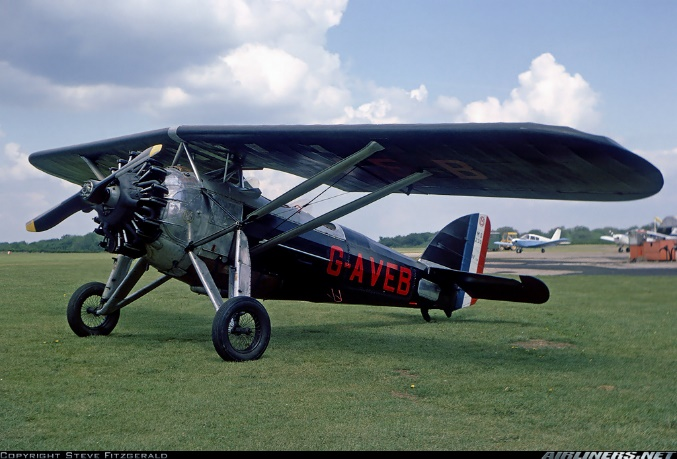 G-AVEB
B
COPYRIGHT STEVE FITZGERALD
AIRLINERS.NET